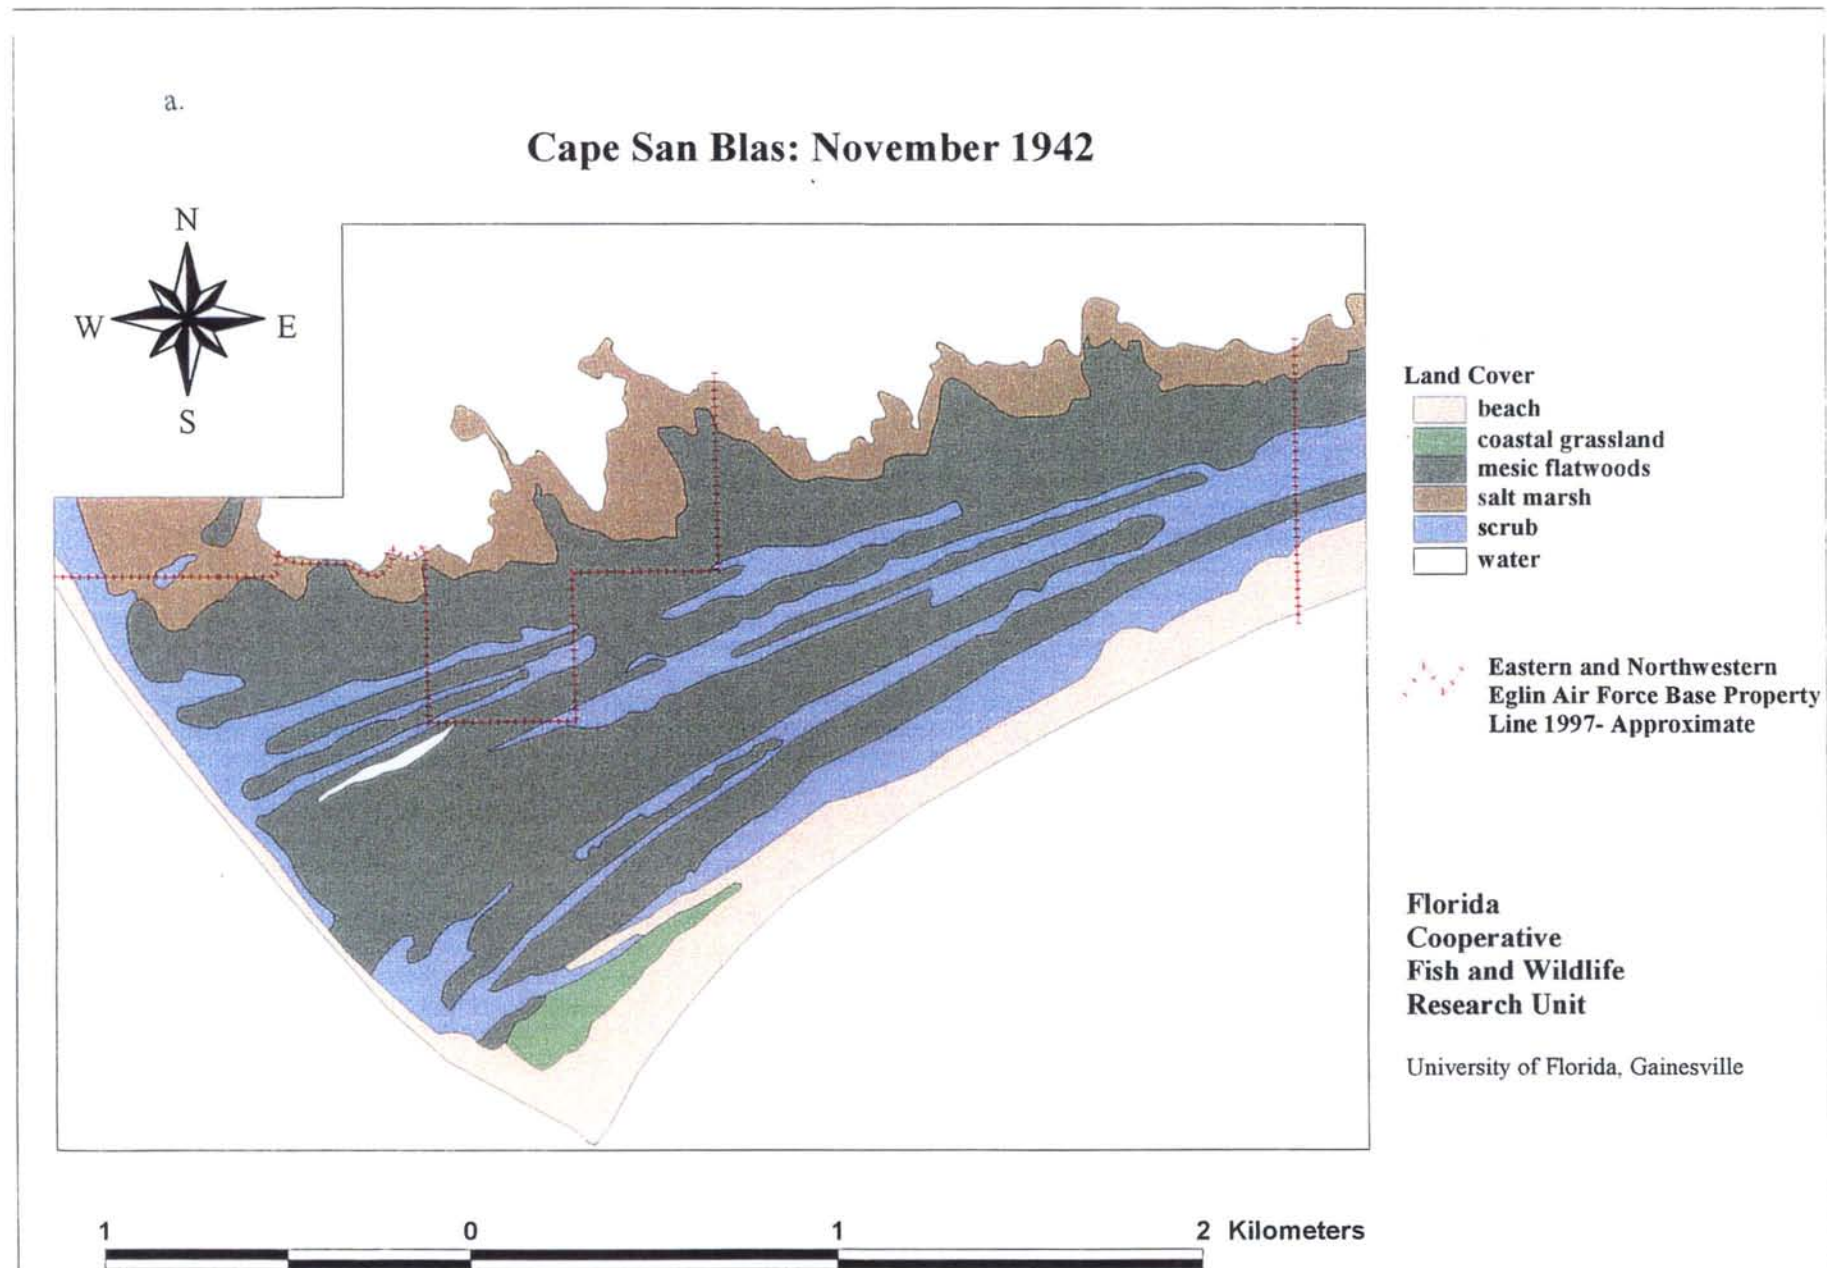 a.
Cape San Blas: November 1942
N
W
E
S
Land Cover
beach
coastal grassland
mesic flatwoods
salt marsh
scrub
water
Eastern and Northwestern
Eglin Air Force Base Property
Line 1997- Approximate
Florida
Cooperative
Fish and Wildlife
Research Unit
University of Florida, Gainesville
1 0 1 2 Kilometers